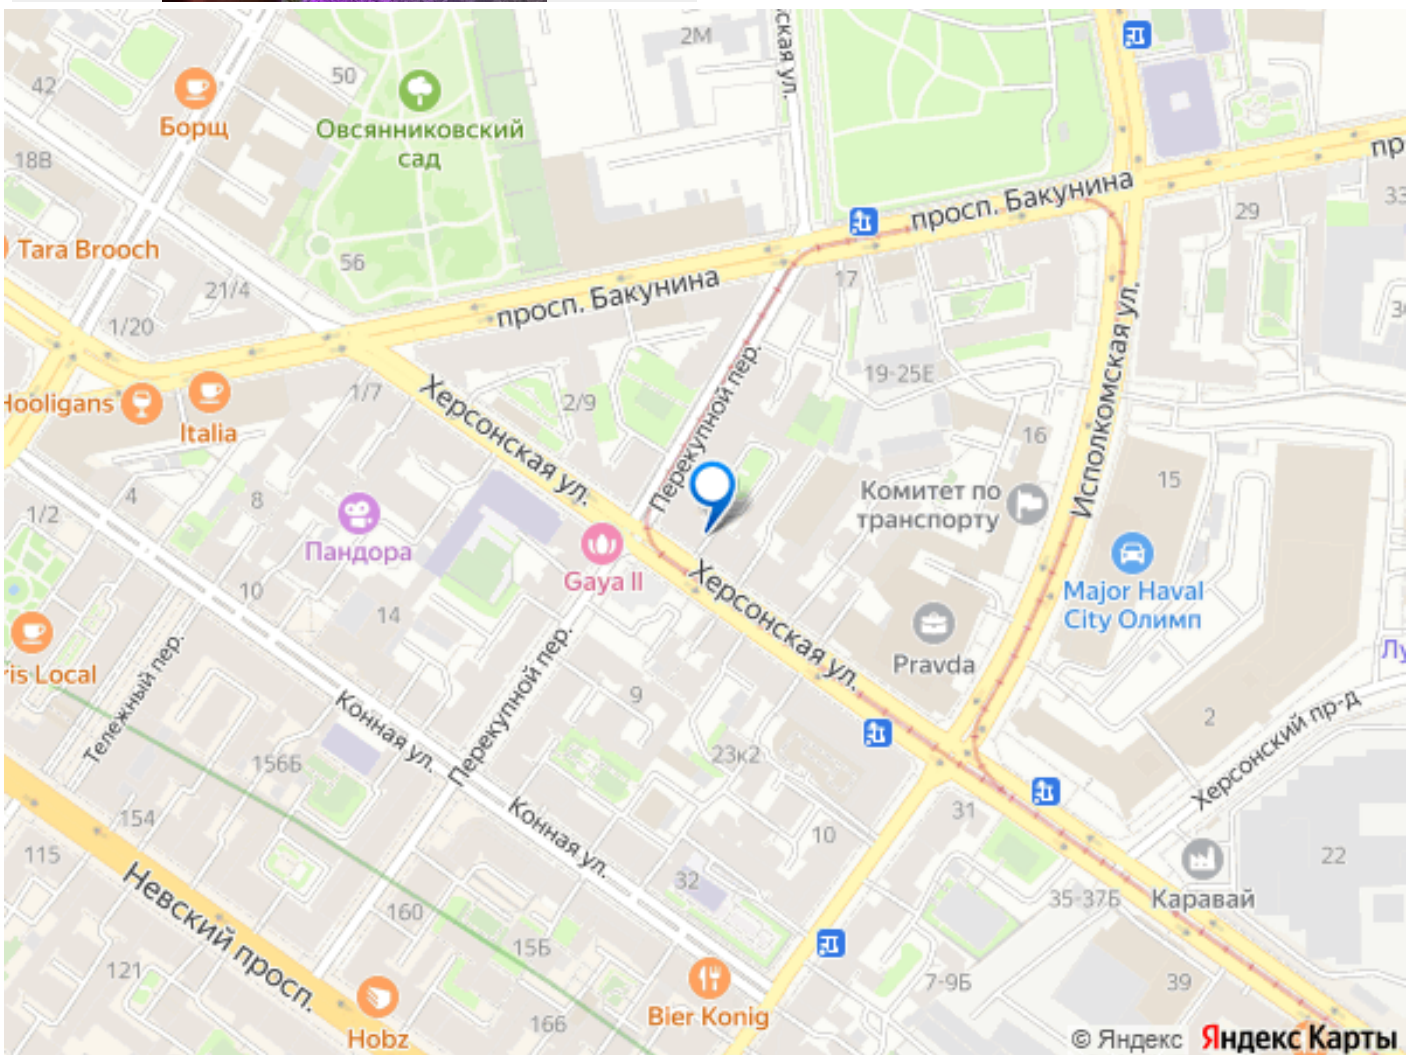 2М
ская ул.
42
50
Борщ
Овсянниковский
сад
18В
просп. Бакунина
пр
33
29
Tara Brooch
56
21/4
17
просп. Бакунина
1/20
Исполкомская ул.
19-25Е
Перекупной пер.
1/7
Херсонская ул.
2/9
Hooligans
Italia
16
4
8
1/2
Комитет по
транспорту
15
Пандора
Gaya II
Херсонская ул.
Major Haval
City Олимп
10
14
Pravda
ris Local
Тележный пер.
Перекупной пер.
9
Лу
Конная ул.
2
Херсонский пр-д
156Б
23к2
154
Конная ул.
31
10
115
22
32
Каравай
35-37Б
Невский просп.
160
15Б
121
7-9Б
39
Bier Konig
166
Hobz
© Яндекс Яндекс Карты